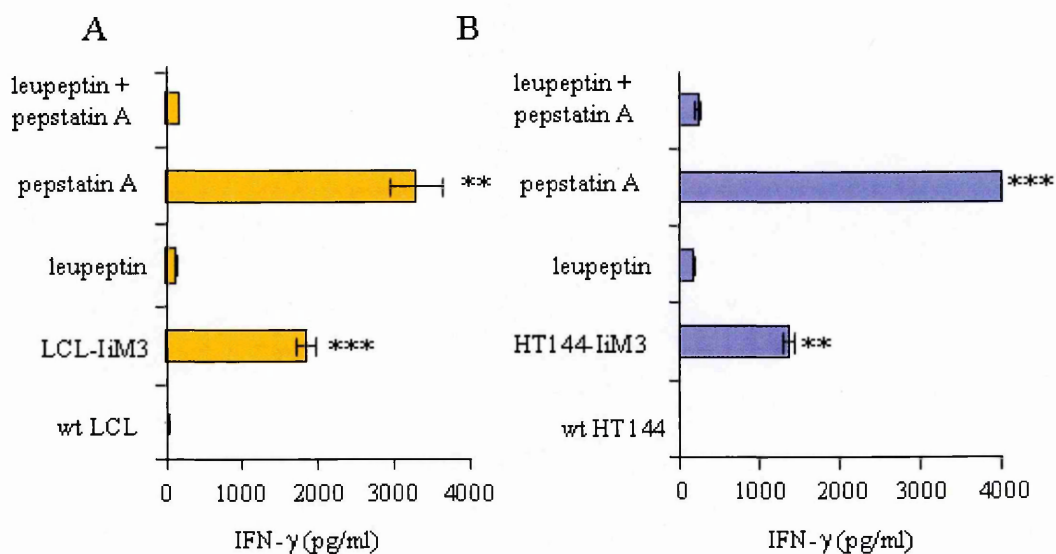 A
leupeptin +
pepstatin A
pepstatin A
**
leupeptin
LCL-IiM3
***
wt LCL
0 1000 2000 3000 4000
IFN-γ (pg/ml)
B
leupeptin +
pepstatin A
pepstatin A
***
leupeptin
HT144-IiM3
**
wt HT144
0 1000 2000 3000 4000
IFN-γ (pg/ml)